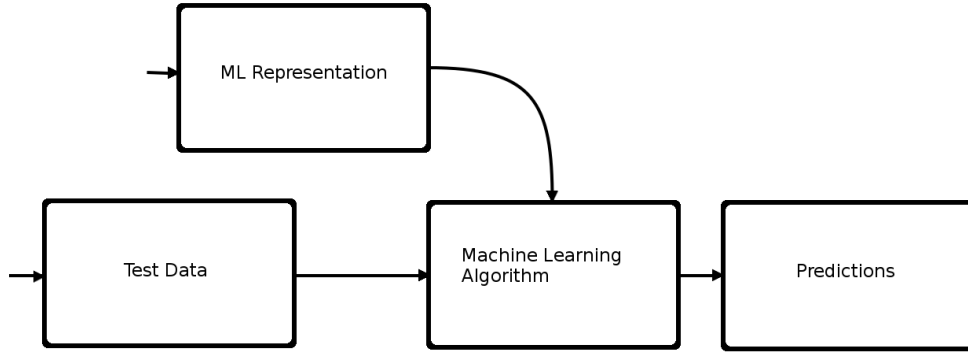 ML Representation
Test Data
Machine Learning
Algorithm
Predictions